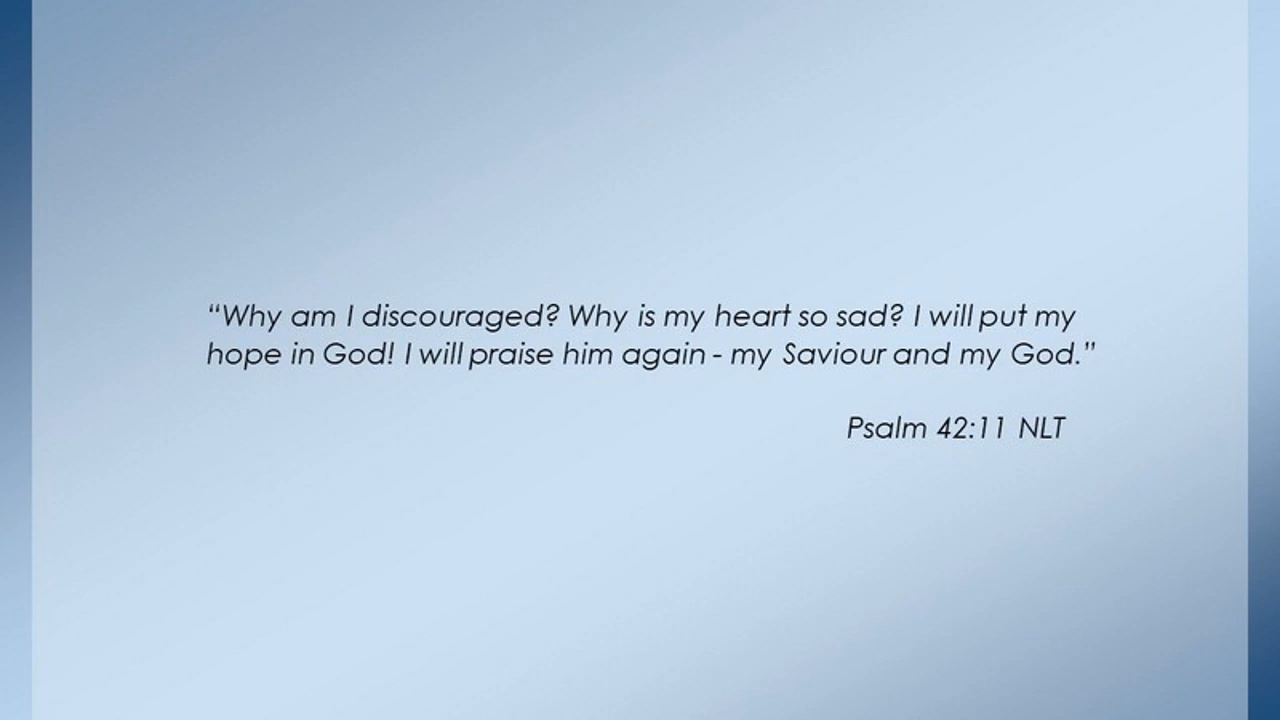 “Why am I discouraged? Why is my heart so sad? I will put my
hope in God! I will praise him again - my Saviour and my God.”
Psalm 42:11 NLT